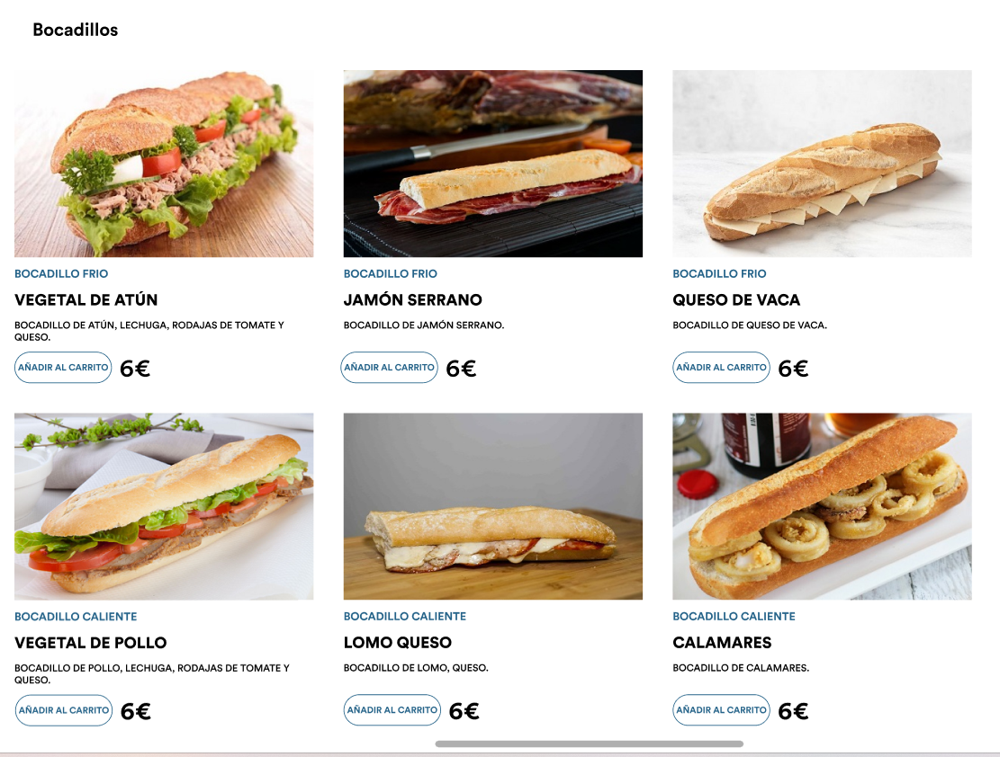 Bocadillos
BOCADILLO FRIO
VEGETAL DE ATÚN
BOCADILLO DE ATÚN, LECHUGA, RODAJAS DE TOMATE Y
QUESO.
AÑADIR AL CARRITO 6€
BOCADILLO FRIO
JAMÓN SERRANO
BOCADILLO DE JAMÓN SERRANO.
AÑADIR AL CARRITO 6€
BOCADILLO FRIO
QUESO DE VACA
BOCADILLO DE QUESO DE VACA.
AÑADIR AL CARRITO 6€
BOCADILLO CALIENTE
VEGETAL DE POLLO
BOCADILLO DE POLLO, LECHUGA, RODAJAS DE TOMATE Y
QUESO.
AÑADIR AL CARRITO 6€
BOCADILLO CALIENTE
LOMO QUESO
BOCADILLO DE LOMO, QUESO.
AÑADIR AL CARRITO 6€
BOCADILLO CALIENTE
CALAMARES
BOCADILLO DE CALAMARES.
AÑADIR AL CARRITO 6€